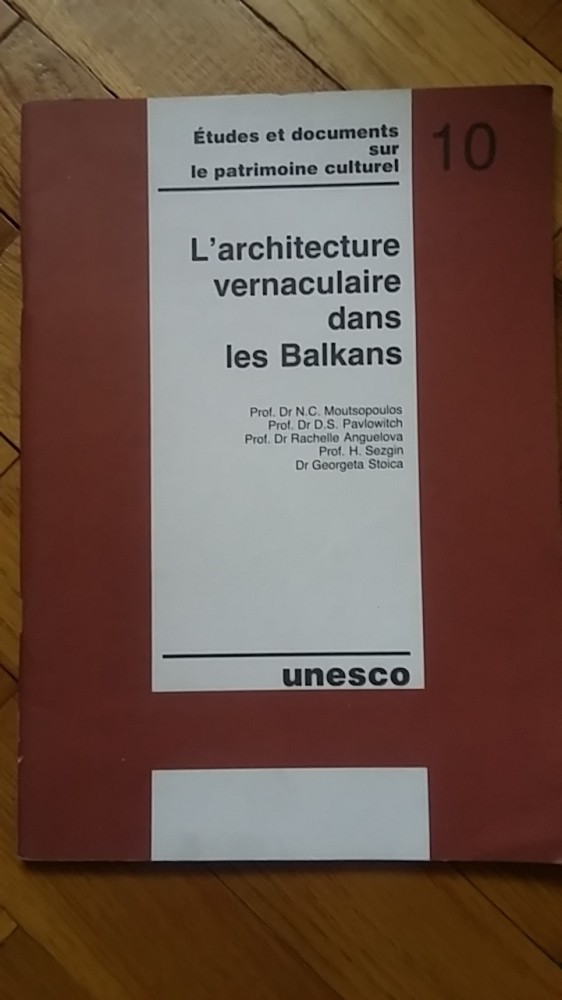 Études et documents
sur
le patrimoine culturel
10
L'architecture
vernaculaire
dans
les Balkans
Prof. Dr N.C. Moutsopoulos
Prof. Dr D.S. Pavlowitch
Prof. Dr Rachelle Anguelova
Prof. H. Sezgin
Dr Georgeta Stoica
unesco